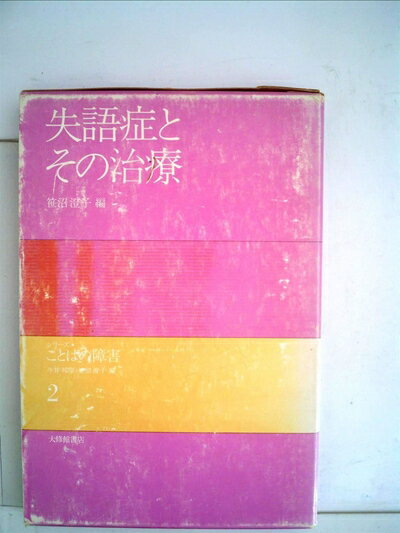 失語症と
その治療
笹沼澄子 編
シリーズ
ことばの障害
2
大修館書店